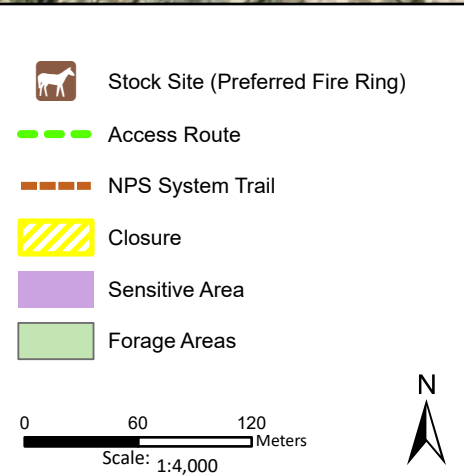 Stock Site (Preferred Fire Ring)
Access Route
NPS System Trail
Closure
Sensitive Area
Forage Areas
N
0 60 120
Meters
Scale: 1:4,000